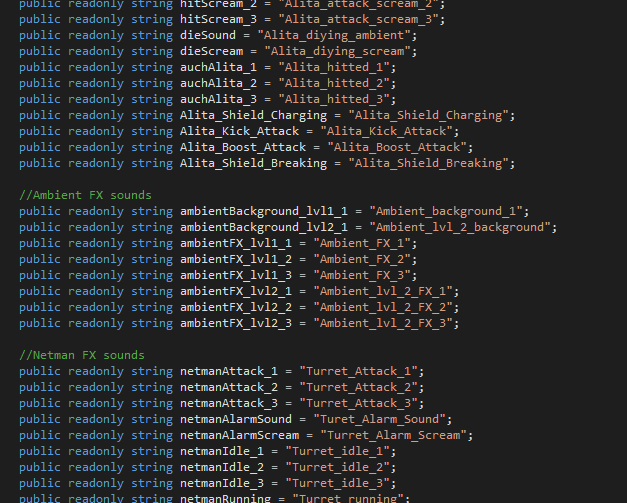 public readonly string hitScream_2 = "Alita_attack_scream_2";
public readonly string hitScream_3 = "Alita_attack_scream_3";
public readonly string dieSound = "Alita_diying_ambient";
public readonly string dieScream = "Alita_diying_scream";
public readonly string auchAlita_1 = "Alita_hitted_1";
public readonly string auchAlita_2 = "Alita_hitted_2";
public readonly string auchAlita_3 = "Alita_hitted_3";
public readonly string Alita_Shield_Charging = "Alita_Shield_Charging";
public readonly string Alita_Kick_Attack = "Alita_Kick_Attack";
public readonly string Alita_Boost_Attack = "Alita_Boost_Attack";
public readonly string Alita_Shield_Breaking = "Alita_Shield_Breaking";
//Ambient FX sounds
public readonly string ambientBackground_lvl1_1 = "Ambient_background_1";
public readonly string ambientBackground_lvl2_1 = "Ambient_lvl_2_background";
public readonly string ambientFX_lvl1_1 = "Ambient_FX_1";
public readonly string ambientFX_lvl1_2 = "Ambient_FX_2";
public readonly string ambientFX_lvl1_3 = "Ambient_FX_3";
public readonly string ambientFX_lvl2_1 = "Ambient_lvl_2_FX_1";
public readonly string ambientFX_lvl2_2 = "Ambient_lvl_2_FX_2";
public readonly string ambientFX_lvl2_3 = "Ambient_lvl_2_FX_3";
//Netman FX sounds
public readonly string netmanAttack_1 = "Turret_Attack_1";
public readonly string netmanAttack_2 = "Turret_Attack_2";
public readonly string netmanAttack_3 = "Turret_Attack_3";
public readonly string netmanAlarmSound = "Turet_Alarm_Sound";
public readonly string netmanAlarmScream = "Turret_Alarm_Scream";
public readonly string netmanIdle_1 = "Turret_idle_1";
public readonly string netmanIdle_2 = "Turret_idle_2";
public readonly string netmanIdle_3 = "Turret_idle_3";
public readonly string netmanRunning = "Turret_running";